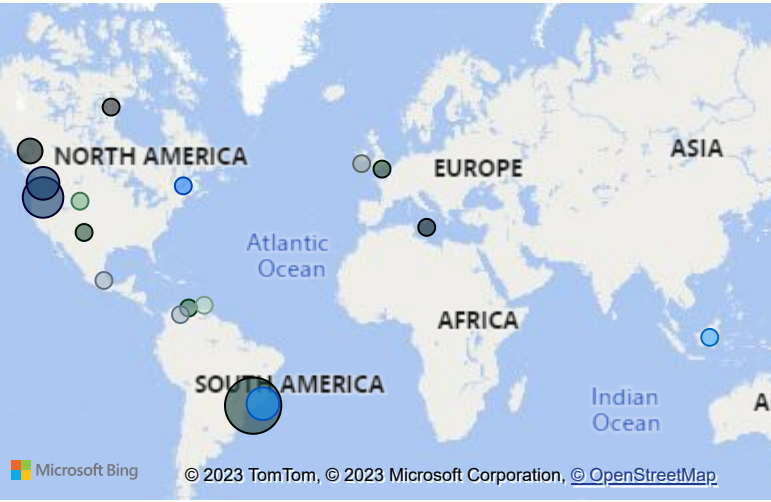 NORTH AMERICA
EUROPE
ASIA
Atlantic
Ocean
AFRICA
SOUTH AMERICA
Indian
Ocean
A
Microsoft Bing
© 2023 TomTom, © 2023 Microsoft Corporation, © OpenStreetMap